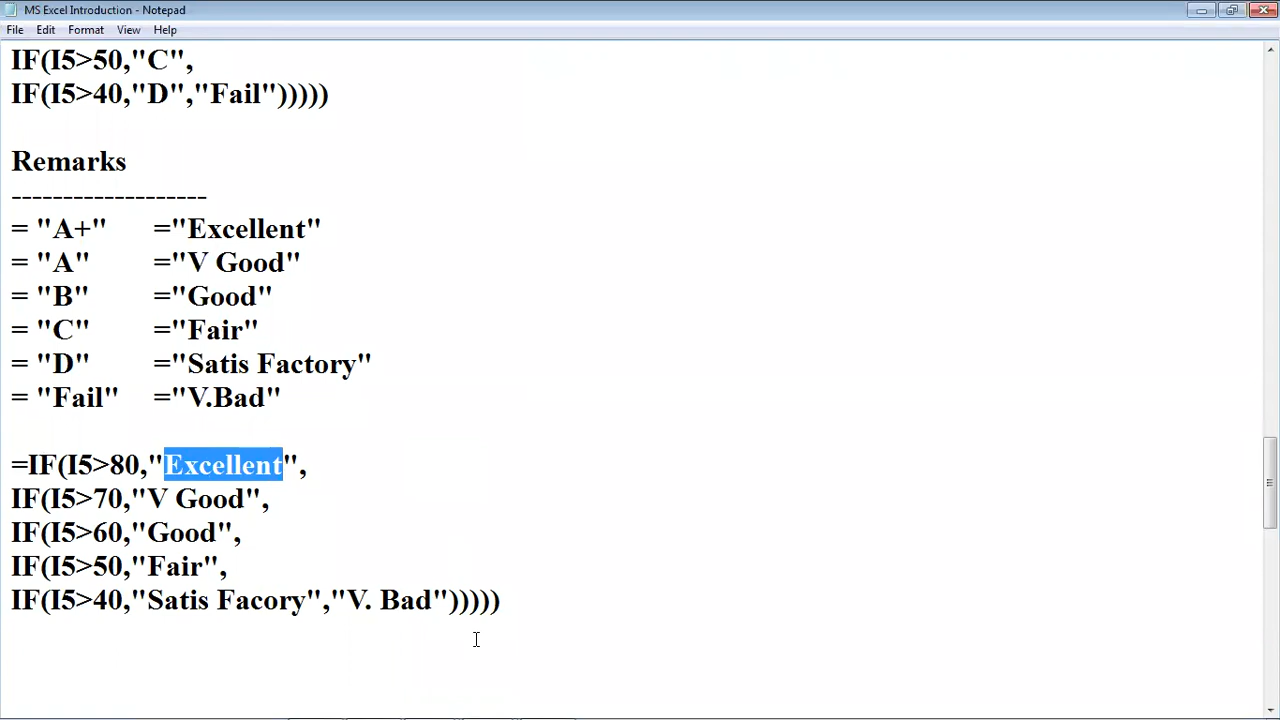 MS Excel Introduction - Notepad
File Edit Format View Help
IF(I5>50,"C",
IF(I5>40,"D","Fail")))))
Remarks
-------------------
= "A+" ="Excellent"
= "A" ="V Good"
= "B" ="Good"
= "C" ="Fair"
= "D" ="Satis Factory"
= "Fail" ="V.Bad"
=IF(I5>80,"Excellent",
IF(I5>70,"V Good",
IF(I5>60,"Good",
IF(I5>50,"Fair",
IF(I5>40,"Satis Facory","V. Bad")))))